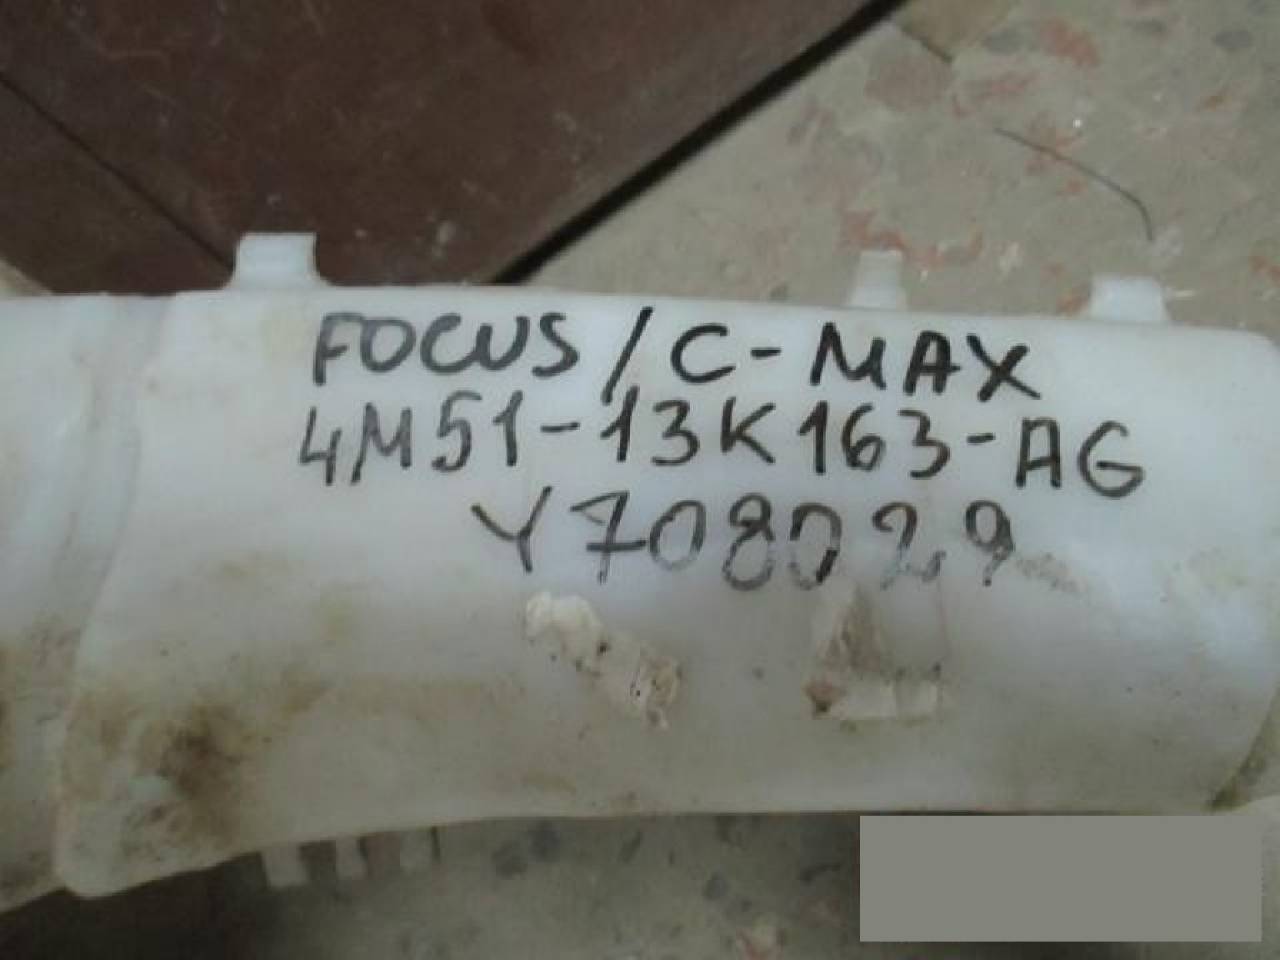 FOCUS / C-MAX
4M51-13K163-AG
Y708029